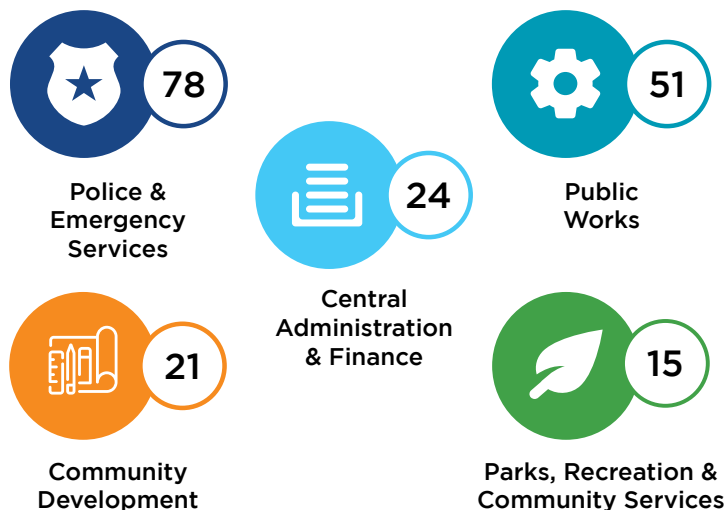 78
Police &
Emergency
Services
51
Public
Works
24
Central
Administration
& Finance
21
Community
Development
15
Parks, Recreation &
Community Services